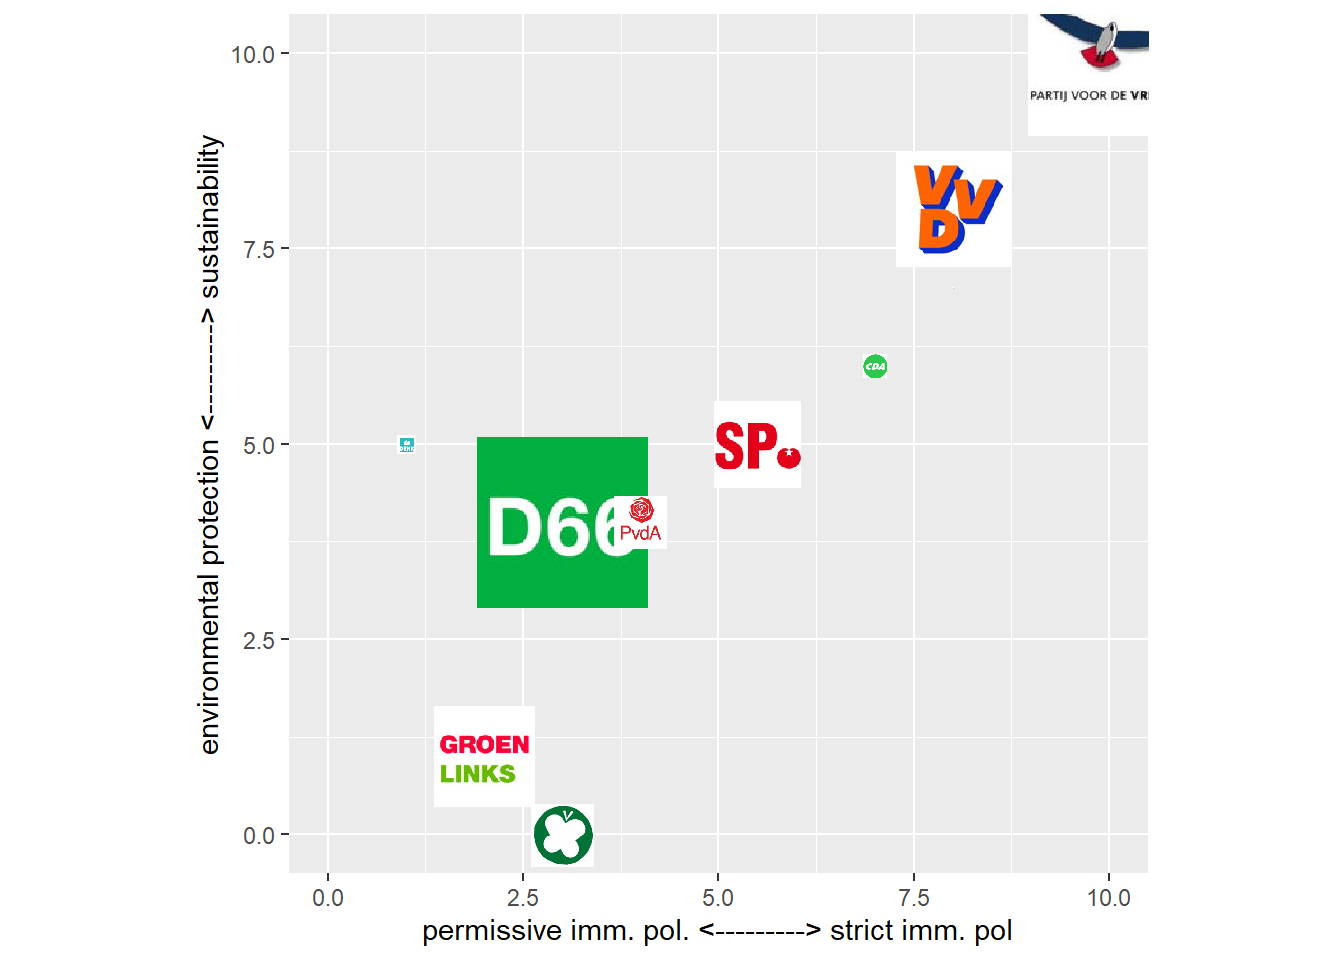 10.0
7.5
5.0
2.5
0.0
environmental protection <---------> sustainability
PARTIJ VOOR DE VRI
VVD
CDA
SP.
D66
PvdA
GROEN
LINKS
0.0
2.5
5.0
7.5
10.0
permissive imm. pol. <---------> strict imm. pol